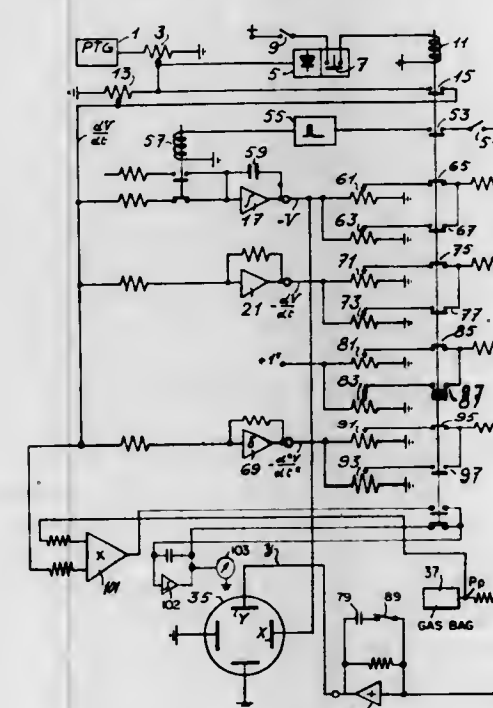 PTG 1 3 9 11
13 5 7 15
dV/dt 57 55 53 5
59 61 65
17 -V 63 67
71 75
21 -dV/dt 73 77
+1" 81 85
83 87
91 95
69 93 97
X 101 102 103 35 y
Y X 79 89 37 Pp
GAS BAG
+